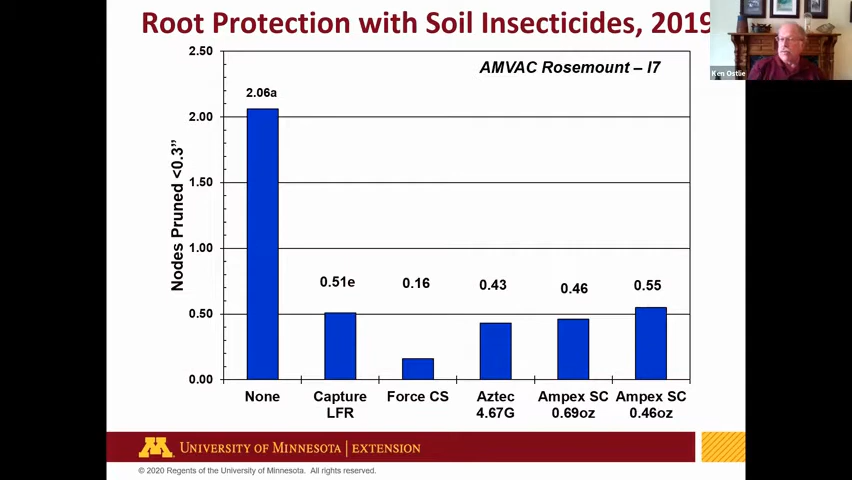 Root Protection with Soil Insecticides, 2019
Ken Ostlie
AMVAC Rosemount – I7
Nodes Pruned <0.3”
2.50
2.00
1.50
1.00
0.50
0.00
2.06a
0.51e
0.16
0.43
0.46
0.55
None
Capture LFR
Force CS
Aztec 4.67G
Ampex SC 0.69oz
Ampex SC 0.46oz
M UNIVERSITY OF MINNESOTA | EXTENSION
© 2020 Regents of the University of Minnesota. All rights reserved.